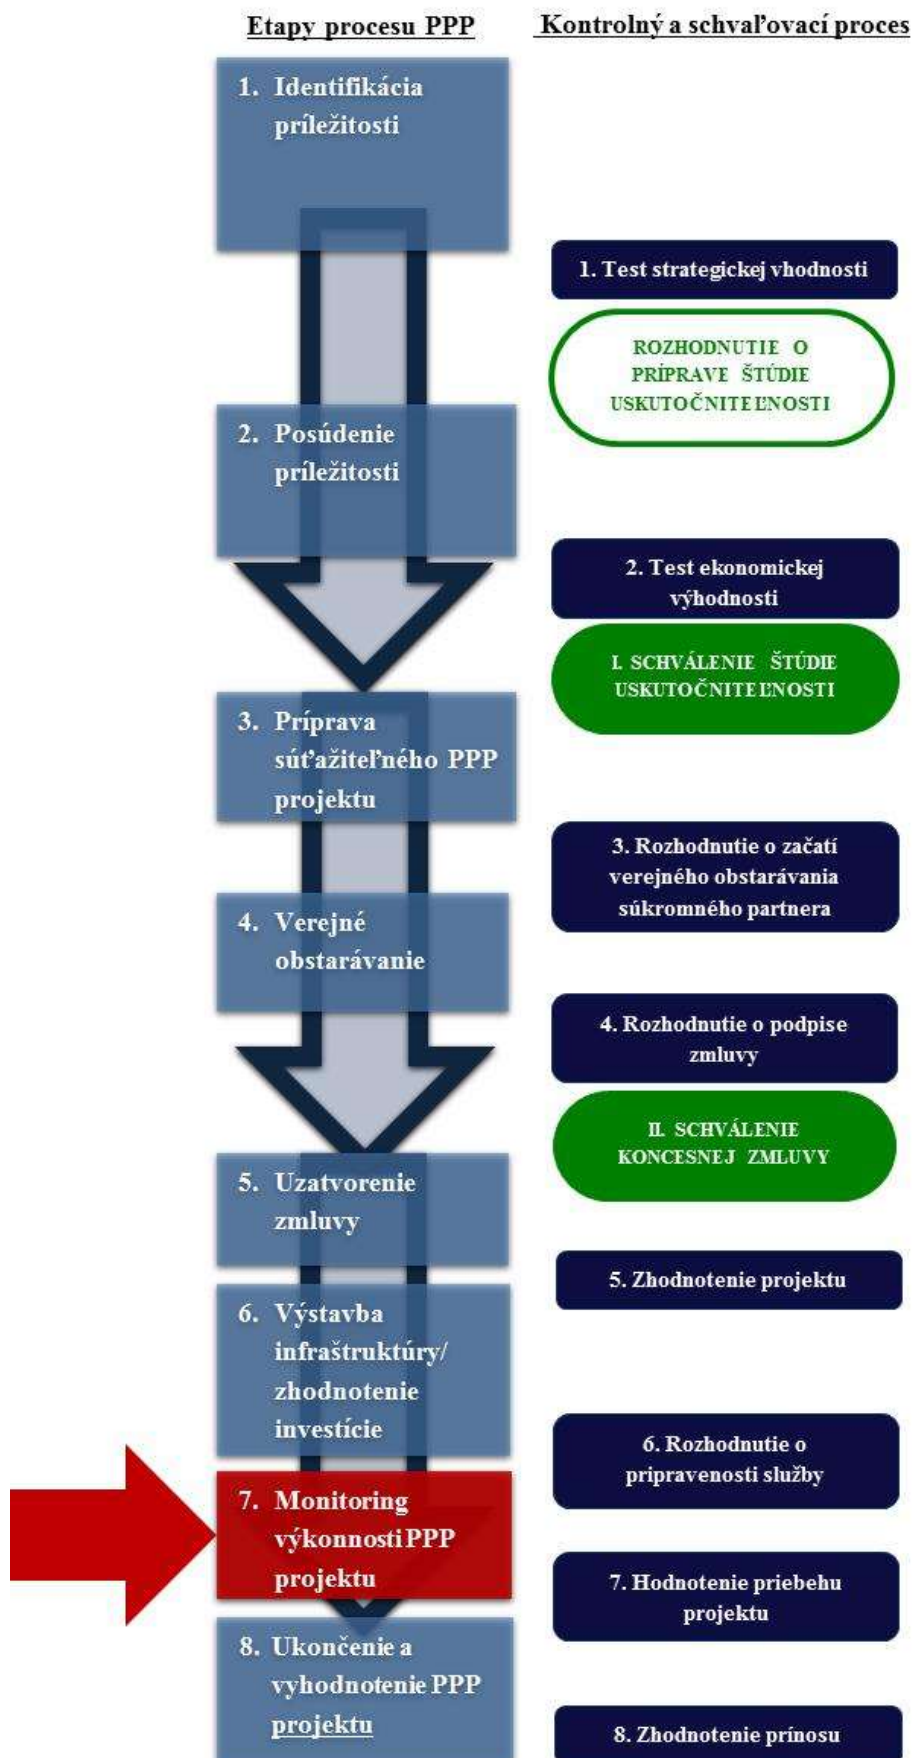 Etapy procesu PPP
Kontrolný a schvaľovací proces
1. Identifikácia
príležitosti
1. Test strategickej vhodnosti
ROZHODNUTIE O
PRÍPRAVE ŠTÚDIE
USKUTOČNITEĽNOSTI
2. Posúdenie
príležitosti
2. Test ekonomickej
výhodnosti
I. SCHVÁLENIE ŠTÚDIE
USKUTOČNITEĽNOSTI
3. Príprava
súťažiteľného PPP
projektu
3. Rozhodnutie o začatí
verejného obstarávania
súkromného partnera
4. Verejné
obstarávanie
4. Rozhodnutie o podpise
zmluvy
II. SCHVÁLENIE
KONCESNEJ ZMLUVY
5. Uzatvorenie
zmluvy
5. Zhodnotenie projektu
6. Výstavba
infraštruktúry/
zhodnotenie
investície
6. Rozhodnutie o
pripravenosti služby
7. Monitoring
výkonnosti PPP
projektu
7. Hodnotenie priebehu
projektu
8. Ukončenie a
vyhodnotenie PPP
projektu
8. Zhodnotenie prínosu